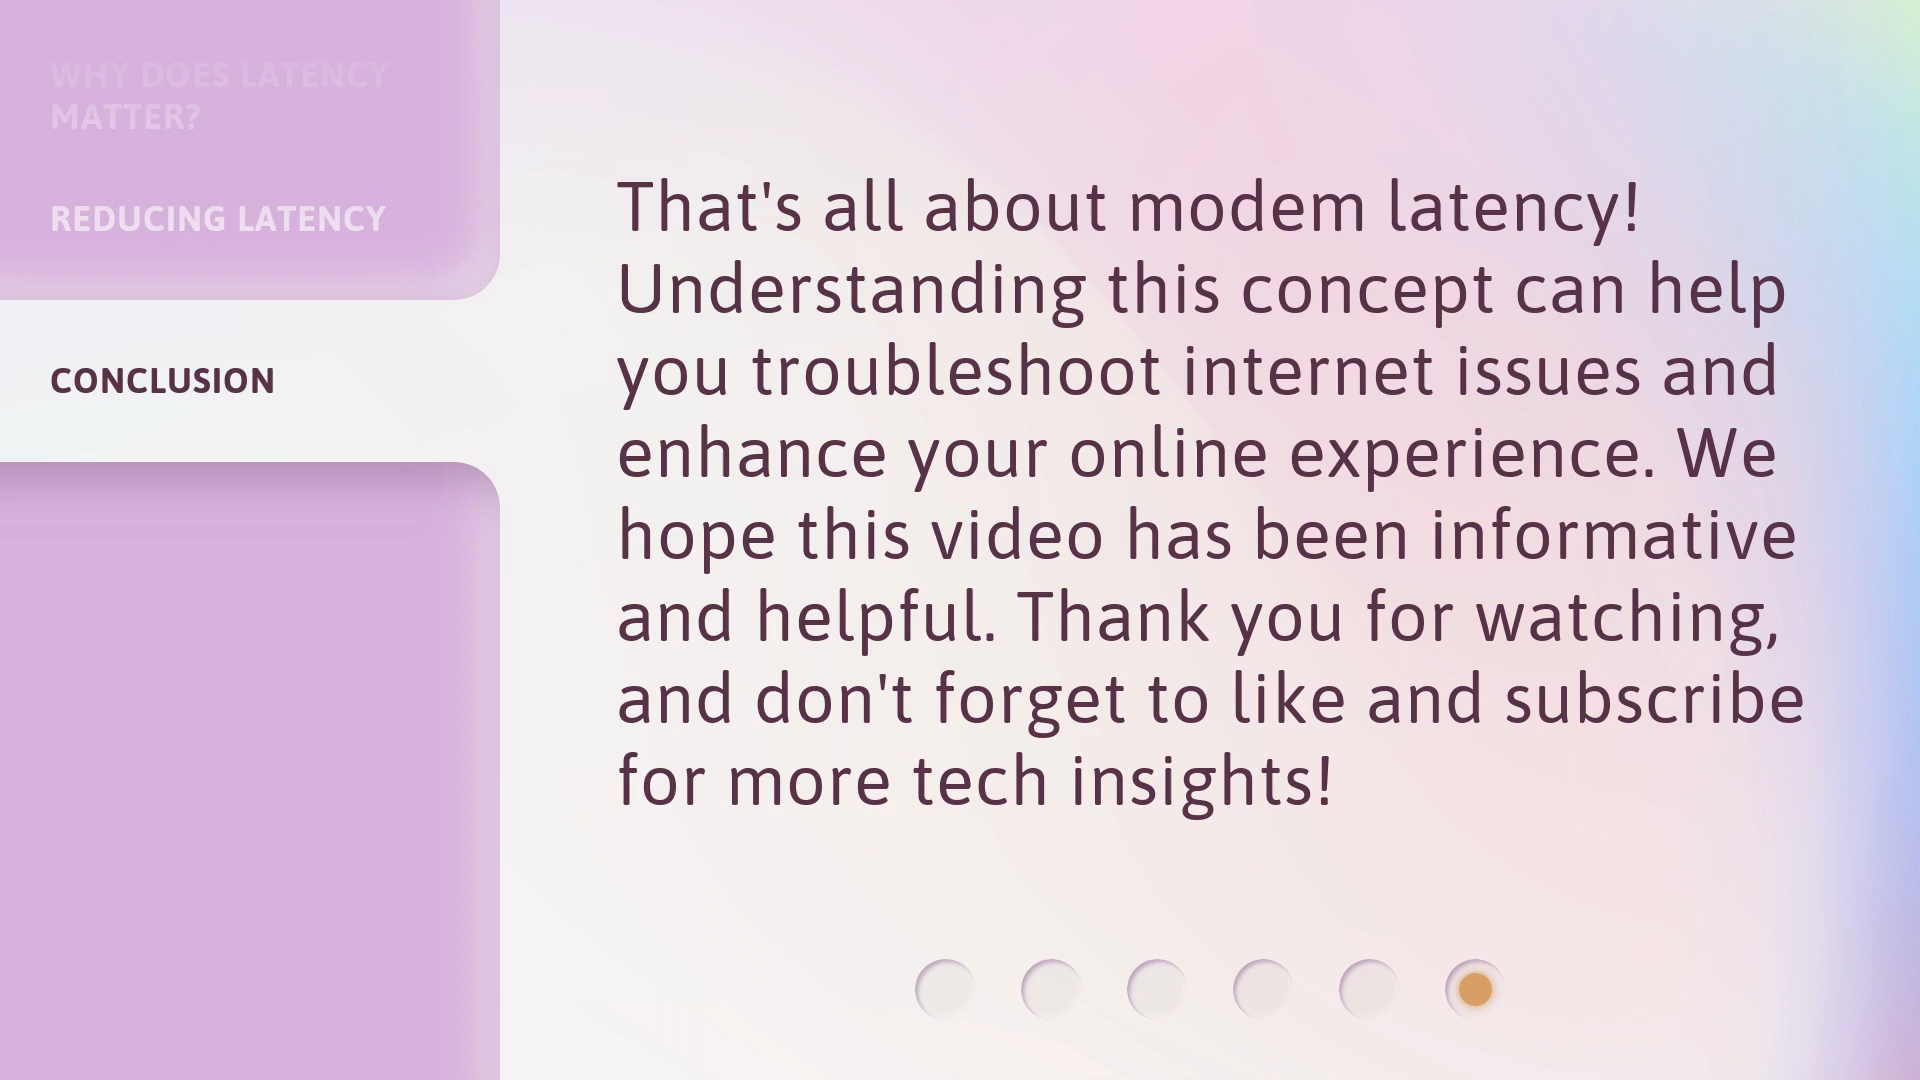 WHY DOES LATENCY
MATTER?
REDUCING LATENCY
CONCLUSION
That's all about modem latency!
Understanding this concept can help
you troubleshoot internet issues and
enhance your online experience. We
hope this video has been informative
and helpful. Thank you for watching,
and don't forget to like and subscribe
for more tech insights!